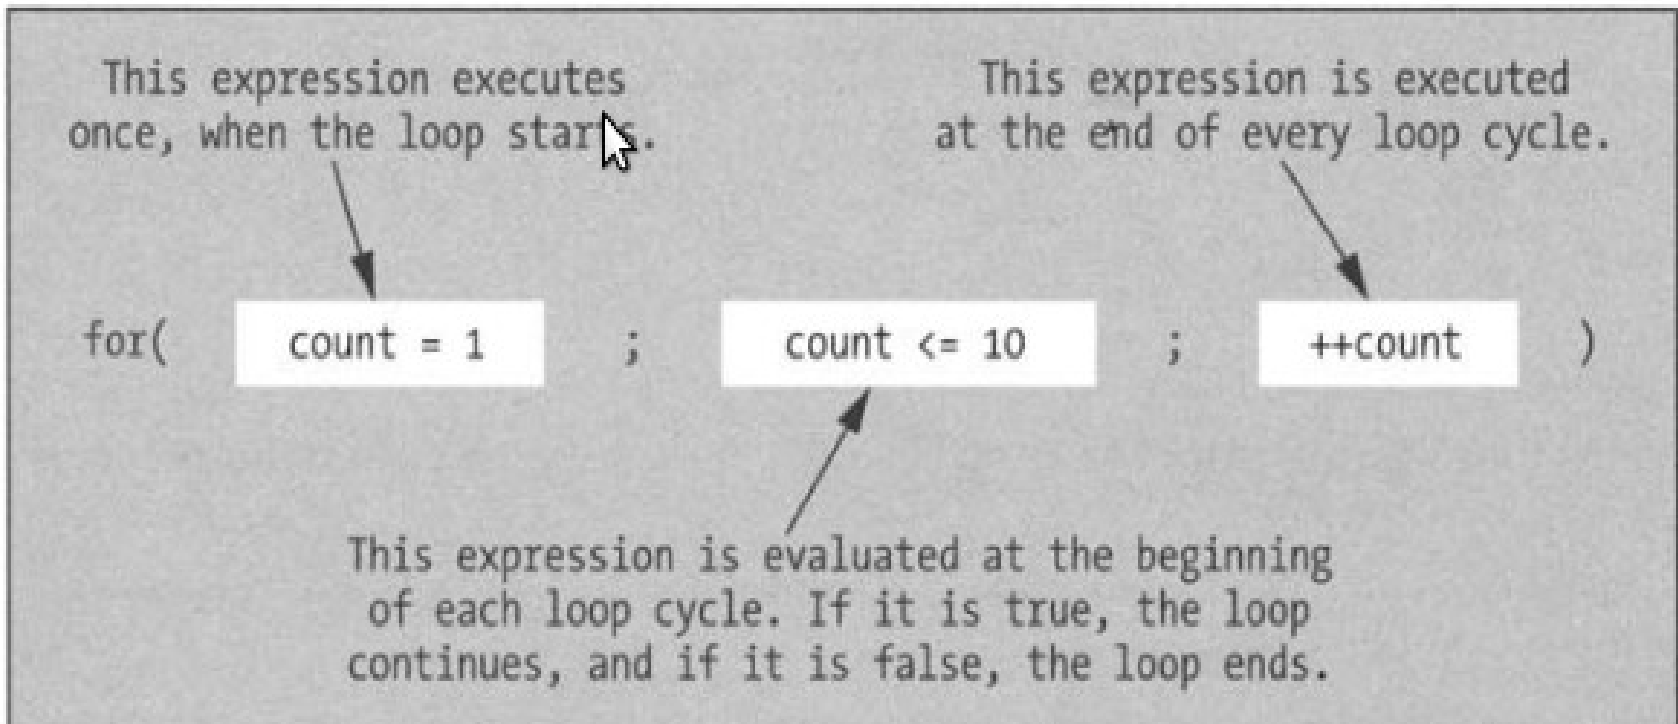 This expression executes
once, when the loop starts.
This expression is executed
at the end of every loop cycle.
for( count = 1 ; count <= 10 ; ++count )
This expression is evaluated at the beginning
of each loop cycle. If it is true, the loop
continues, and if it is false, the loop ends.